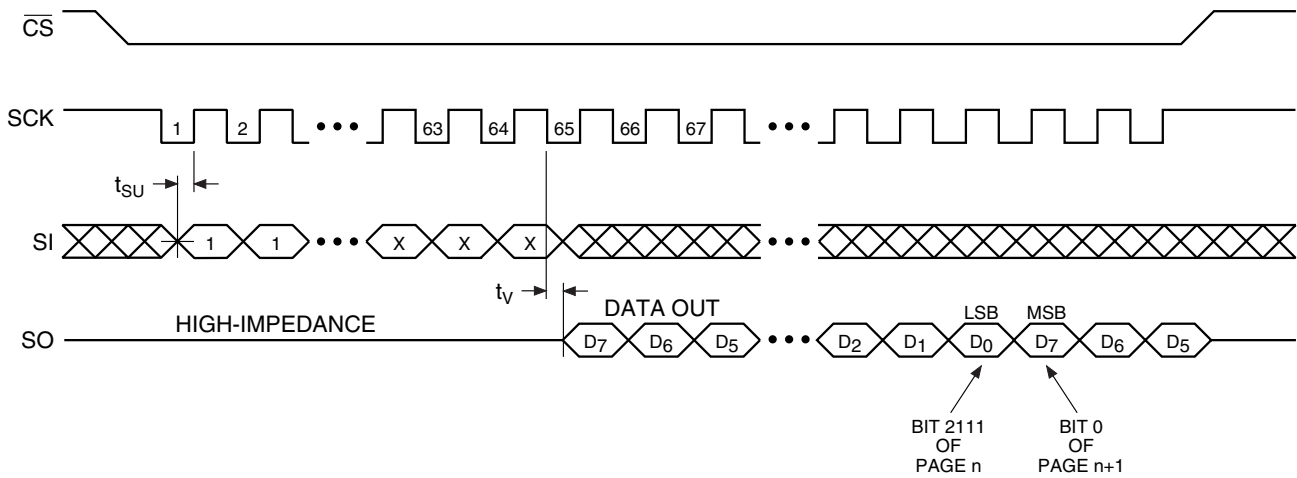 CS
SCK 1 2 ••• 63 64 65 66 67 •••
tSU
SI 1 1 ••• X X X •••
tV
HIGH-IMPEDANCE DATA OUT LSB MSB
SO D7 D6 D5 ••• D2 D1 D0 D7 D6 D5
BIT 2111
OF
PAGE n
BIT 0
OF
PAGE n+1